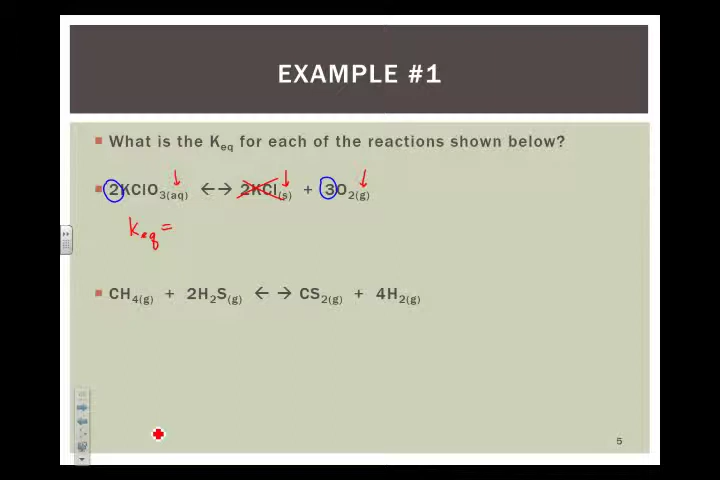 EXAMPLE #1
What is the Keq for each of the reactions shown below?
2KClO3(aq) ←→ 2KCl(s) + 3O2(g)
keq =
CH4(g) + 2H2S(g) ← → CS2(g) + 4H2(g)
5